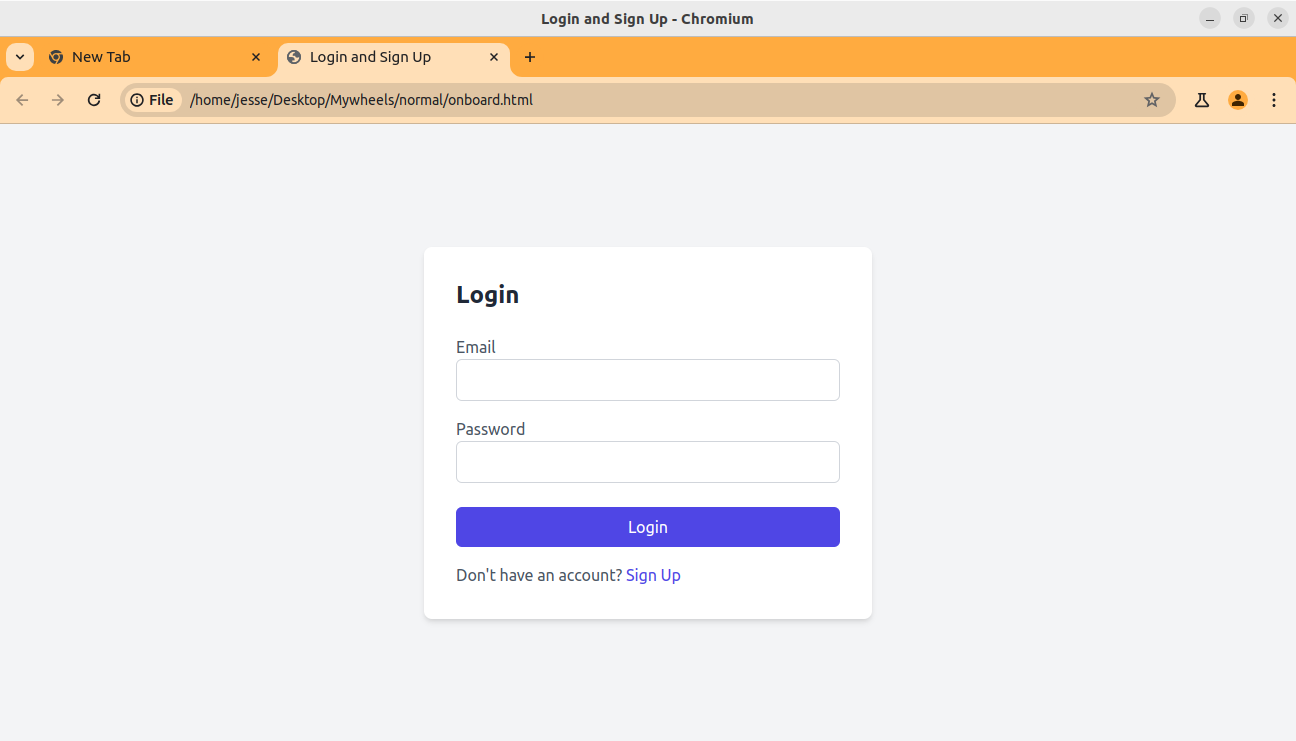 Login and Sign Up - Chromium
New Tab
Login and Sign Up
File
/home/jesse/Desktop/Mywheels/normal/onboard.html
Login
Email
Password
Login
Don't have an account? Sign Up